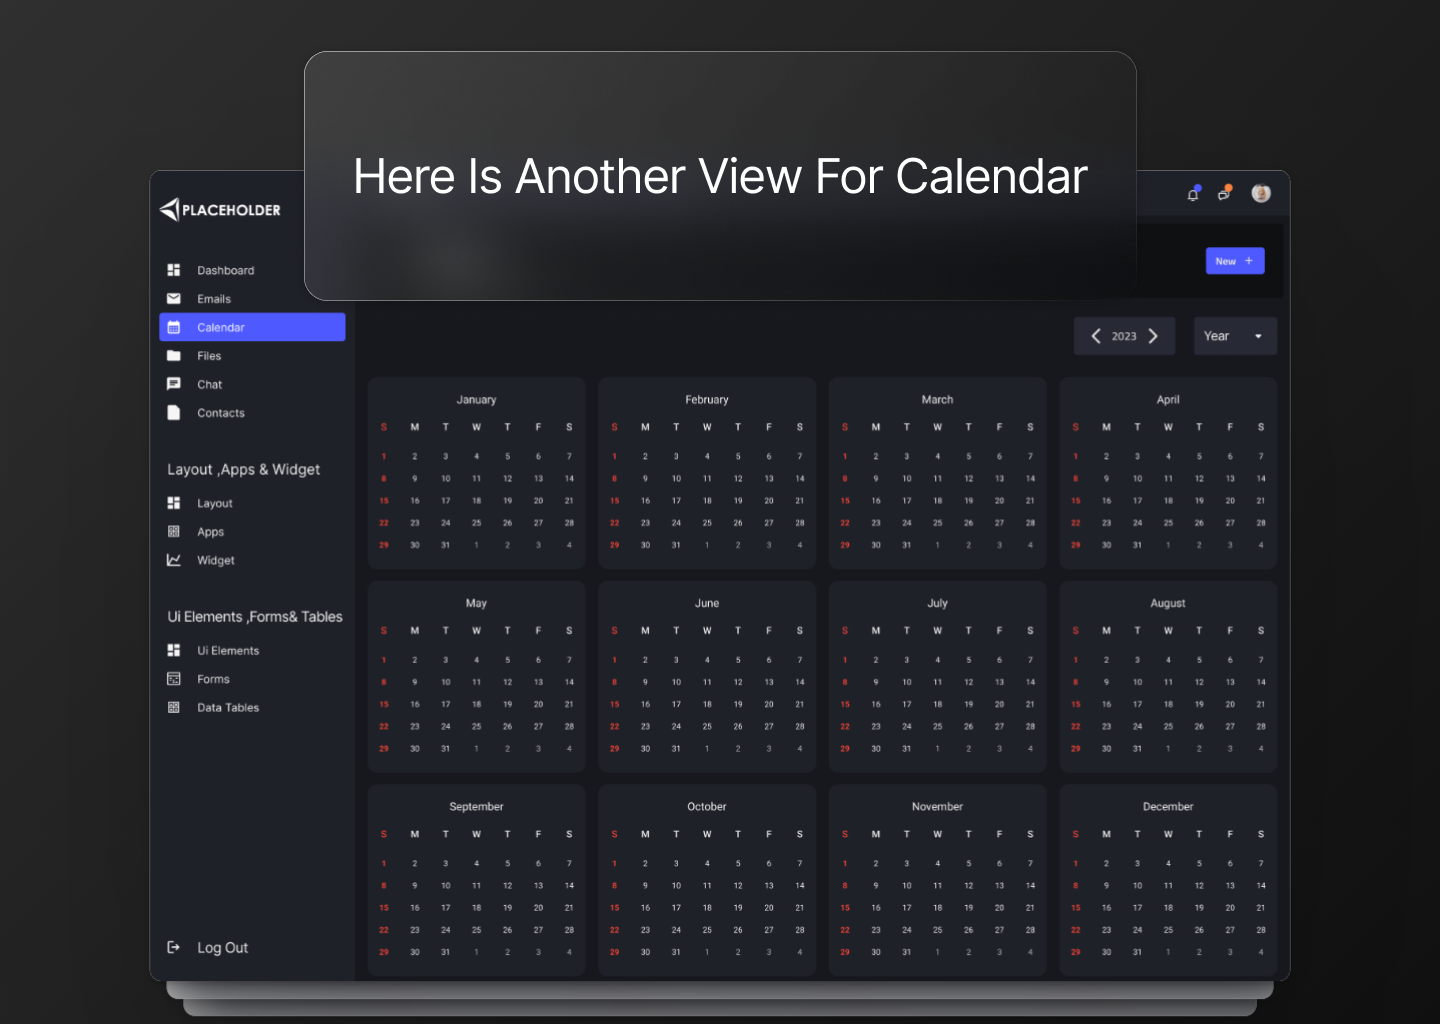 Here Is Another View For Calendar
PLACEHOLDER
Dashboard
Emails
Calendar
Files
Chat
Contacts
Layout ,Apps & Widget
Layout
Apps
Widget
Ui Elements ,Forms& Tables
Ui Elements
Forms
Data Tables
Log Out
New +
2023
Year
January February March April
S M T W T F S S M T W T F S S M T W T F S S M T W T F S
1 2 3 4 5 6 7 1 2 3 4 5 6 7 1 2 3 4 5 6 7 1 2 3 4 5 6 7
8 9 10 11 12 13 14 8 9 10 11 12 13 14 8 9 10 11 12 13 14 8 9 10 11 12 13 14
15 16 17 18 19 20 21 15 16 17 18 19 20 21 15 16 17 18 19 20 21 15 16 17 18 19 20 21
22 23 24 25 26 27 28 22 23 24 25 26 27 28 22 23 24 25 26 27 28 22 23 24 25 26 27 28
29 30 31 1 2 3 4 29 30 31 1 2 3 4 29 30 31 1 2 3 4 29 30 31 1 2 3 4
May June July August
S M T W T F S S M T W T F S S M T W T F S S M T W T F S
1 2 3 4 5 6 7 1 2 3 4 5 6 7 1 2 3 4 5 6 7 1 2 3 4 5 6 7
8 9 10 11 12 13 14 8 9 10 11 12 13 14 8 9 10 11 12 13 14 8 9 10 11 12 13 14
15 16 17 18 19 20 21 15 16 17 18 19 20 21 15 16 17 18 19 20 21 15 16 17 18 19 20 21
22 23 24 25 26 27 28 22 23 24 25 26 27 28 22 23 24 25 26 27 28 22 23 24 25 26 27 28
29 30 31 1 2 3 4 29 30 31 1 2 3 4 29 30 31 1 2 3 4 29 30 31 1 2 3 4
September October November December
S M T W T F S S M T W T F S S M T W T F S S M T W T F S
1 2 3 4 5 6 7 1 2 3 4 5 6 7 1 2 3 4 5 6 7 1 2 3 4 5 6 7
8 9 10 11 12 13 14 8 9 10 11 12 13 14 8 9 10 11 12 13 14 8 9 10 11 12 13 14
15 16 17 18 19 20 21 15 16 17 18 19 20 21 15 16 17 18 19 20 21 15 16 17 18 19 20 21
22 23 24 25 26 27 28 22 23 24 25 26 27 28 22 23 24 25 26 27 28 22 23 24 25 26 27 28
29 30 31 1 2 3 4 29 30 31 1 2 3 4 29 30 31 1 2 3 4 29 30 31 1 2 3 4